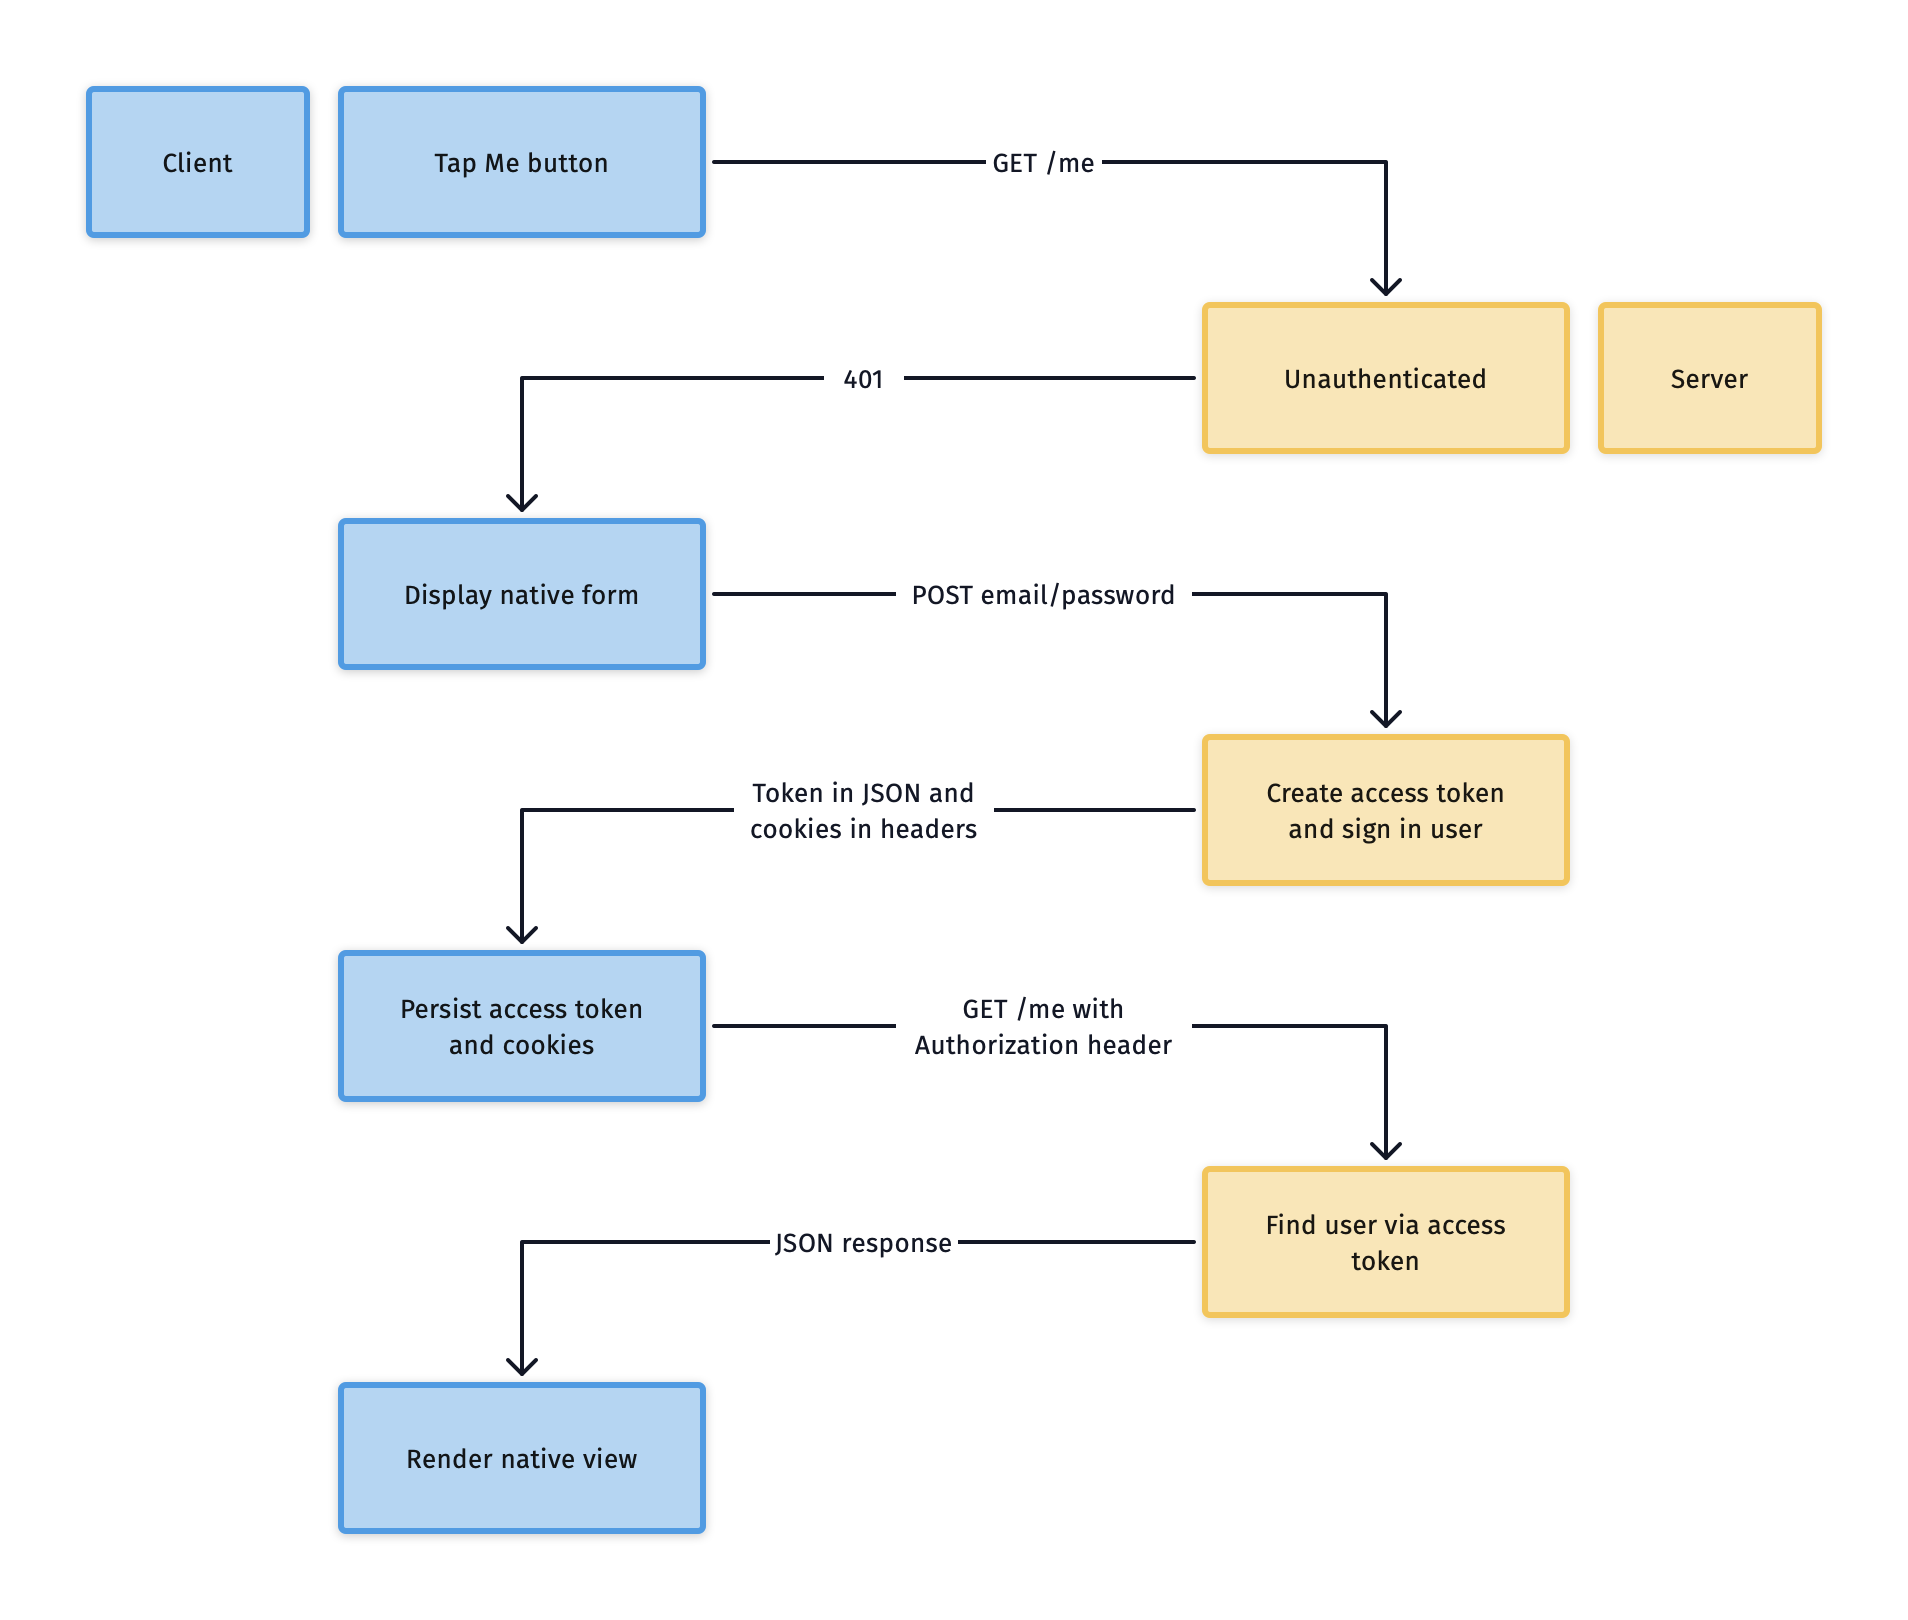 Client
Tap Me button
GET /me
401
Unauthenticated
Server
Display native form
POST email/password
Token in JSON and
cookies in headers
Create access token
and sign in user
Persist access token
and cookies
GET /me with
Authorization header
JSON response
Find user via access
token
Render native view